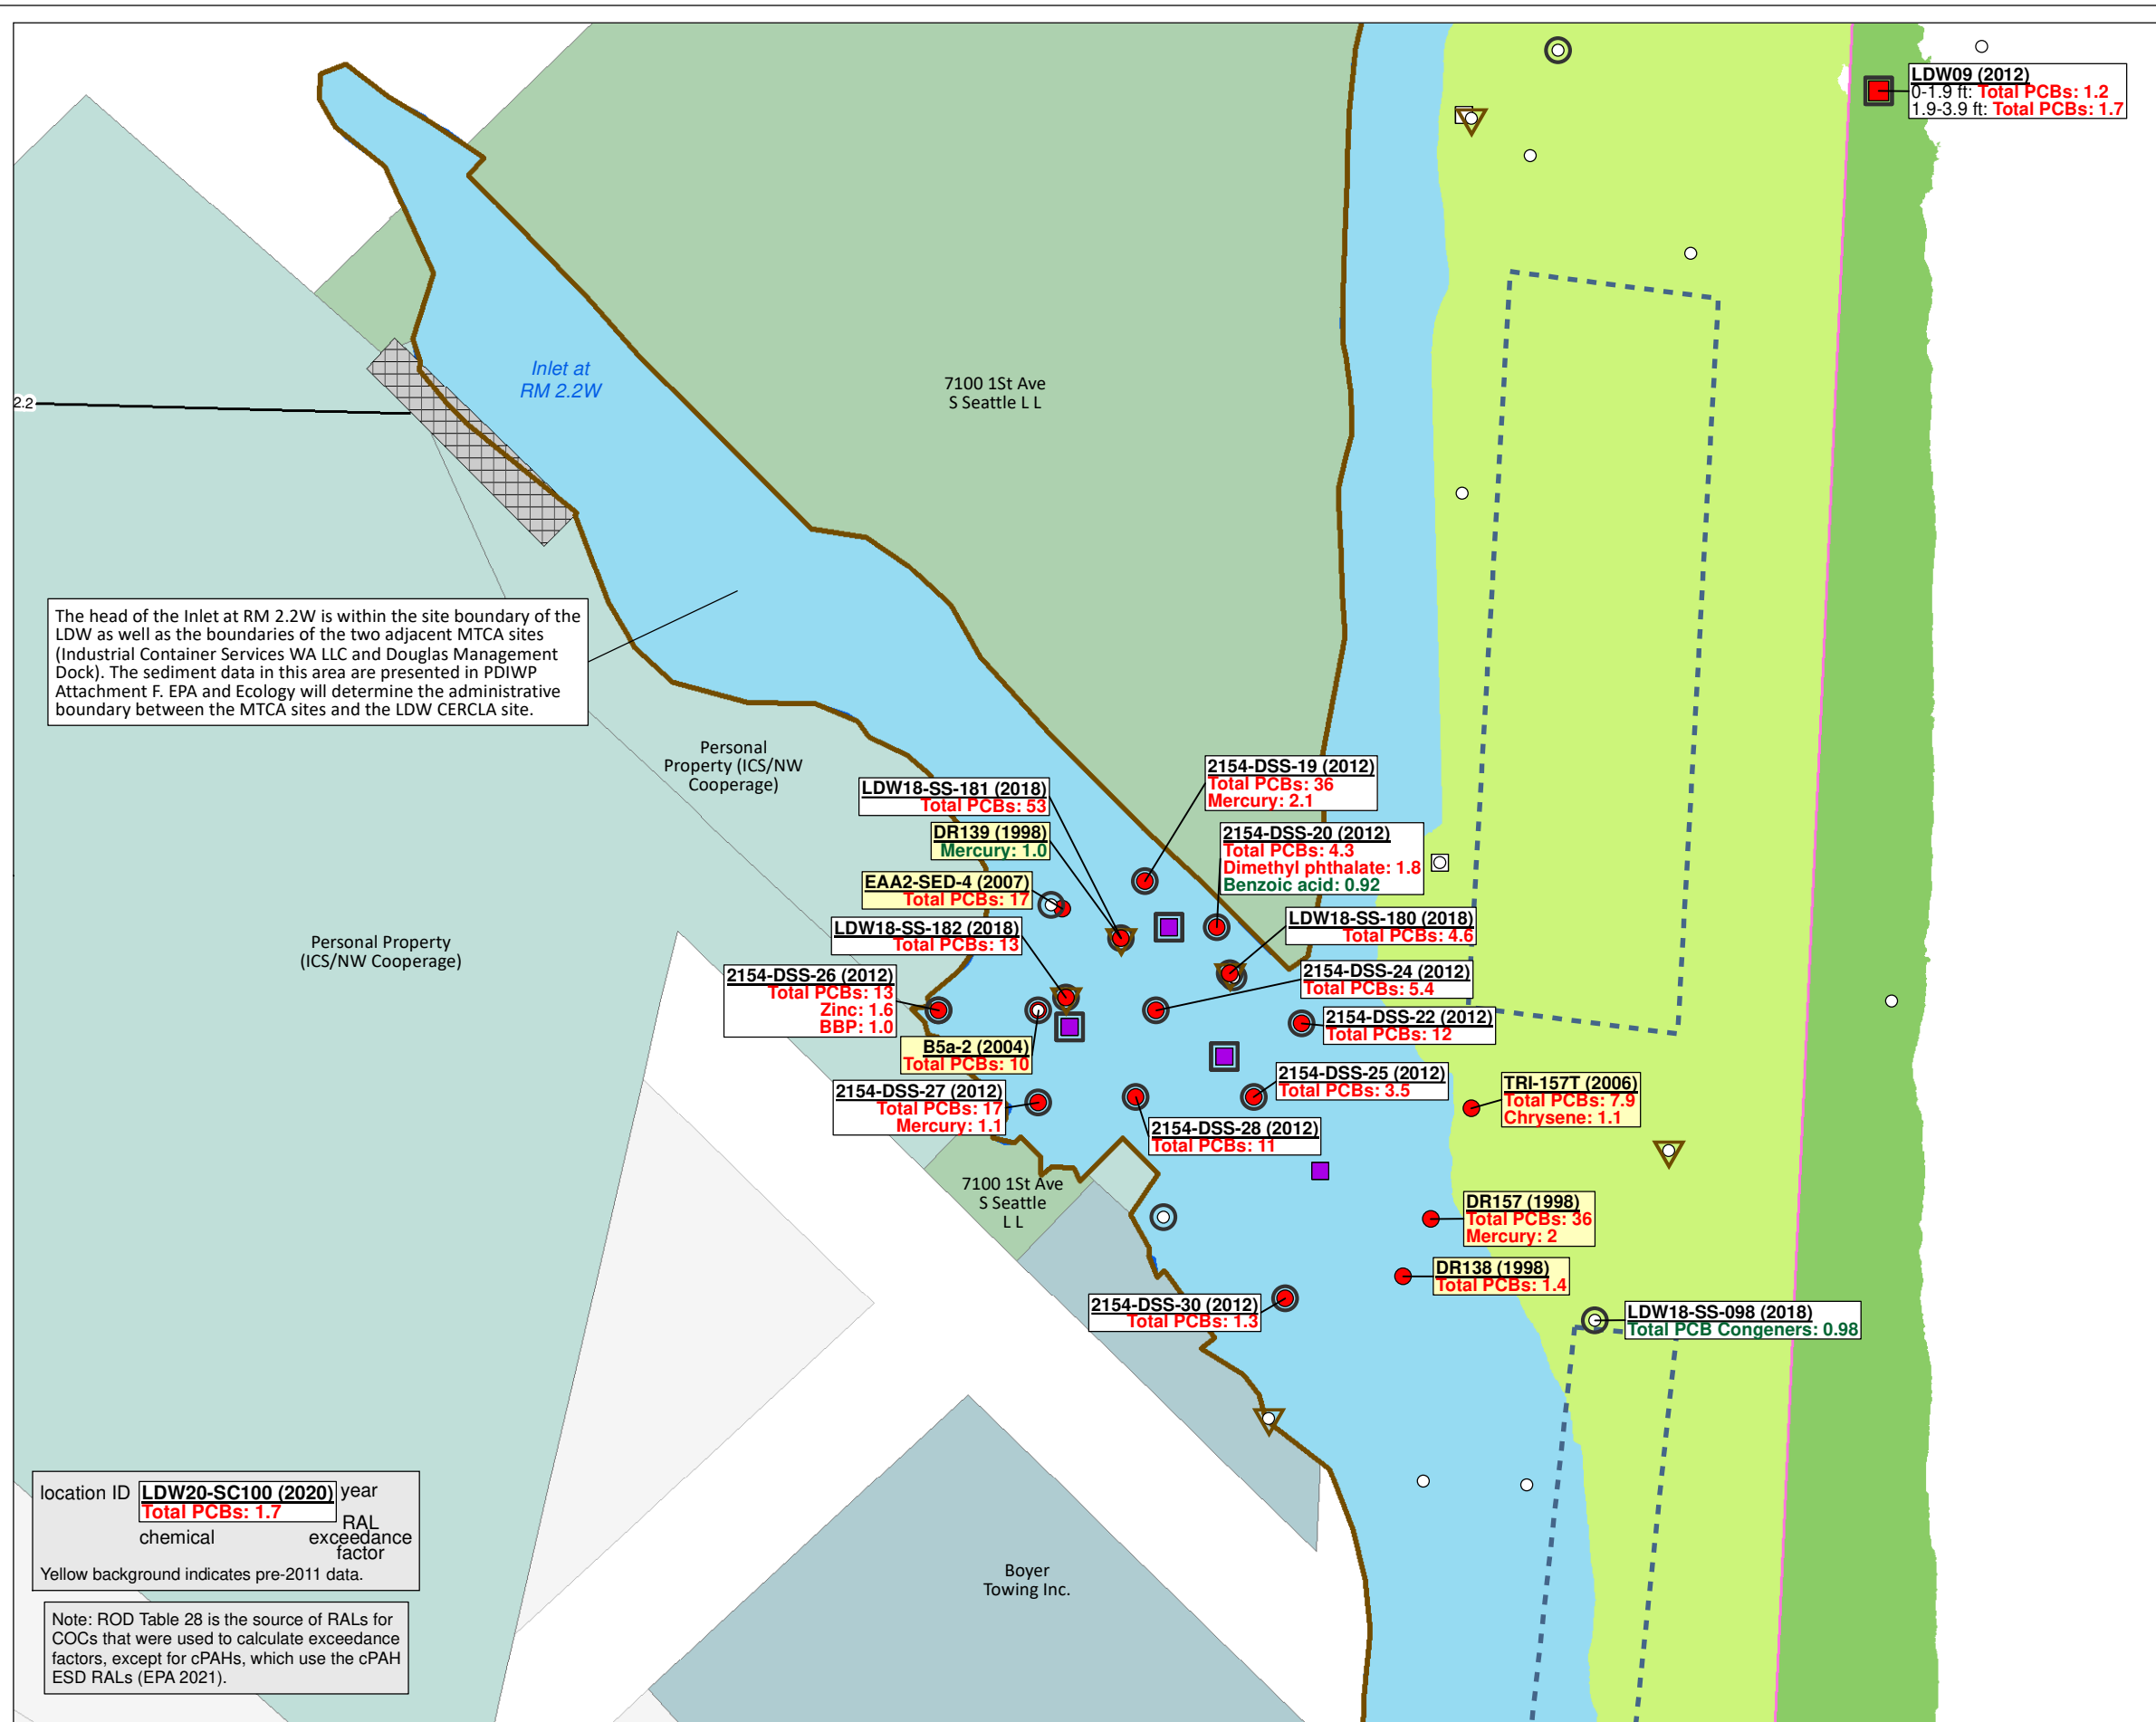 LDW09 (2012)
0-1.9 ft: Total PCBs: 1.2
1.9-3.9 ft: Total PCBs: 1.7
Inlet at
RM 2.2W
7100 1St Ave
S Seattle L L
2.2
The head of the Inlet at RM 2.2W is within the site boundary of the
LDW as well as the boundaries of the two adjacent MTCA sites
(Industrial Container Services WA LLC and Douglas Management
Dock). The sediment data in this area are presented in PDIWP
Attachment F. EPA and Ecology will determine the administrative
boundary between the MTCA sites and the LDW CERCLA site.
Personal
Property (ICS/NW
Cooperage)
2154-DSS-19 (2012)
Total PCBs: 36
Mercury: 2.1
LDW18-SS-181 (2018)
Total PCBs: 53
DR139 (1998)
Mercury: 1.0
2154-DSS-20 (2012)
Total PCBs: 4.3
Dimethyl phthalate: 1.8
Benzoic acid: 0.92
EAA2-SED-4 (2007)
Total PCBs: 17
LDW18-SS-182 (2018)
Total PCBs: 13
LDW18-SS-180 (2018)
Total PCBs: 4.6
Personal Property
(ICS/NW Cooperage)
2154-DSS-26 (2012)
Total PCBs: 13
Zinc: 1.6
BBP: 1.0
2154-DSS-24 (2012)
Total PCBs: 5.4
2154-DSS-22 (2012)
Total PCBs: 12
B5a-2 (2004)
Total PCBs: 10
2154-DSS-25 (2012)
Total PCBs: 3.5
2154-DSS-27 (2012)
Total PCBs: 17
Mercury: 1.1
TRI-157T (2006)
Total PCBs: 7.9
Chrysene: 1.1
2154-DSS-28 (2012)
Total PCBs: 11
7100 1St Ave
S Seattle
L L
DR157 (1998)
Total PCBs: 36
Mercury: 2
DR138 (1998)
Total PCBs: 1.4
2154-DSS-30 (2012)
Total PCBs: 1.3
LDW18-SS-098 (2018)
Total PCB Congeners: 0.98
location ID LDW20-SC100 (2020) year
Total PCBs: 1.7
chemical RAL
exceedance
factor
Yellow background indicates pre-2011 data.
Boyer
Towing Inc.
Note: ROD Table 28 is the source of RALs for
COCs that were used to calculate exceedance
factors, except for cPAHs, which use the cPAH
ESD RALs (EPA 2021).